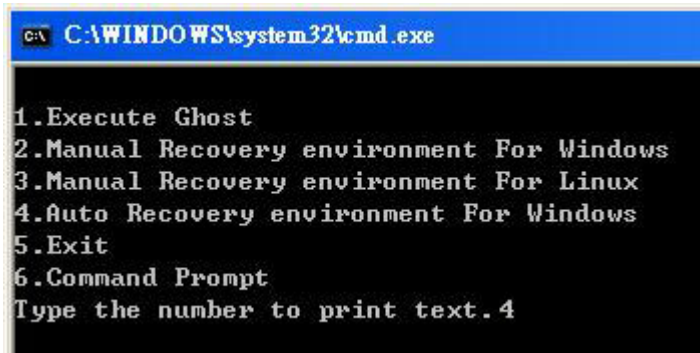 C:\WINDOWS\system32\cmd.exe
1.Execute Ghost
2.Manual Recovery environment For Windows
3.Manual Recovery environment For Linux
4.Auto Recovery environment For Windows
5.Exit
6.Command Prompt
Type the number to print text.4